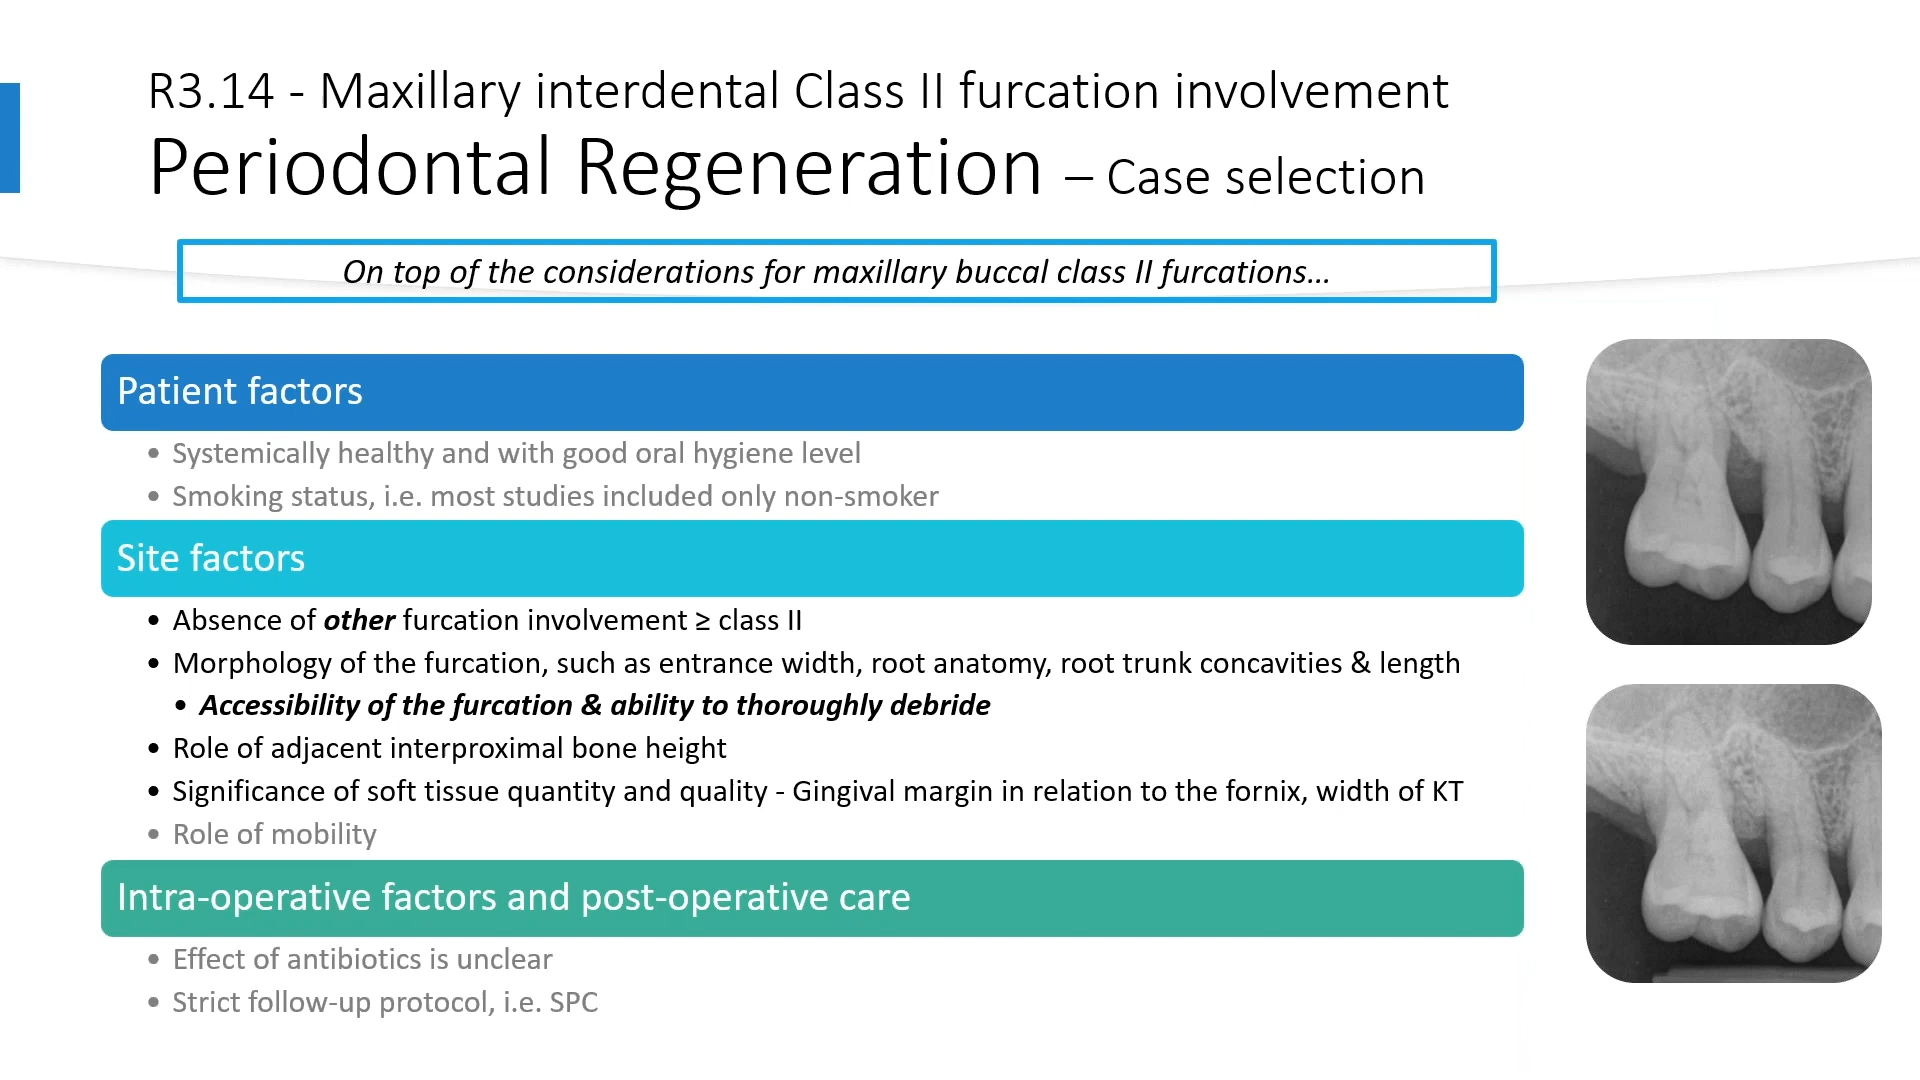 R3.14 - Maxillary interdental Class II furcation involvement
Periodontal Regeneration – Case selection
On top of the considerations for maxillary buccal class II furcations…
Patient factors
• Systemically healthy and with good oral hygiene level
• Smoking status, i.e. most studies included only non-smoker
Site factors
• Absence of other furcation involvement ≥ class II
• Morphology of the furcation, such as entrance width, root anatomy, root trunk concavities & length
• Accessibility of the furcation & ability to thoroughly debride
• Role of adjacent interproximal bone height
• Significance of soft tissue quantity and quality - Gingival margin in relation to the fornix, width of KT
• Role of mobility
Intra-operative factors and post-operative care
• Effect of antibiotics is unclear
• Strict follow-up protocol, i.e. SPC